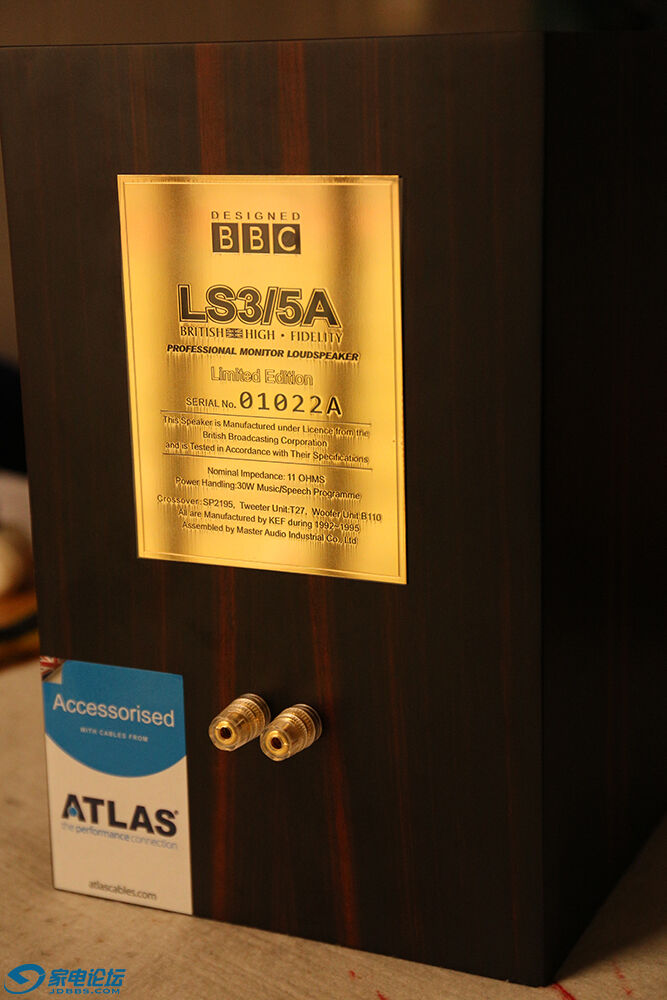 DESIGNED
BBC
LS3/5A
BRITISH HIGH · FIDELITY
PROFESSIONAL MONITOR LOUDSPEAKER
Limited Edition
SERIAL No. 01022A
This Speaker is Manufactured under Licence from the
British Broadcasting Corporation
and is Tested in Accordance with Their Specifications
Nominal Impedance: 11 OHMS
Power Handling:30W Music/Speech Programme
Crossover:SP2195, Tweeter Unit:T27, Woofer Unit:B110
All are Manufactured by KEF during 1992-1995
Assembled by Master Audio Industrial Co., Ltd
Accessorised
WITH CABLES FROM
ATLAS®
the performance connection
atlascables.com
家电论坛
JDBBS.COM